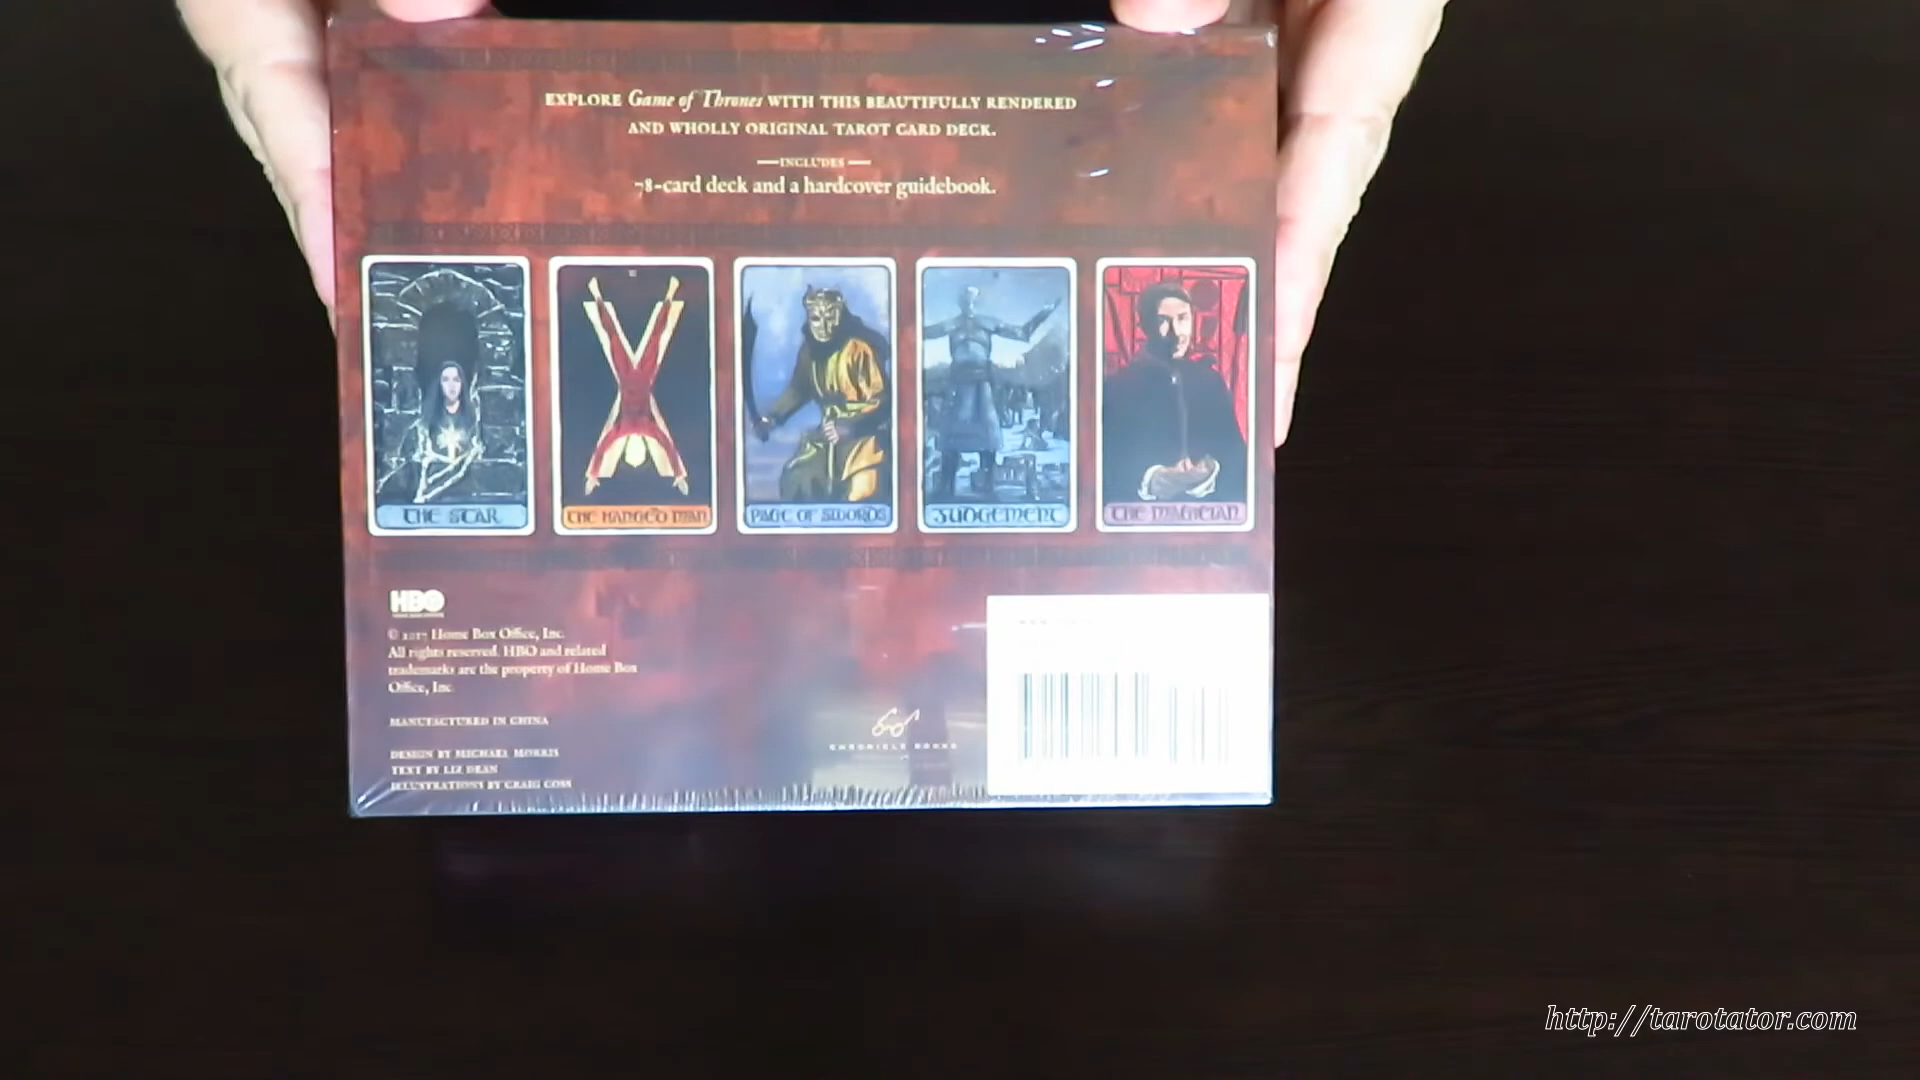 EXPLORE Game of Thrones WITH THIS BEAUTIFULLY RENDERED
AND WHOLLY ORIGINAL TAROT CARD DECK.
INCLUDES
78-card deck and a hardcover guidebook.
THE STAR
THE HANGED MAN
PAGE OF SWORDS
JUDGEMENT
THE MAGICIAN
HBO
© 2017 Home Box Office, Inc.
All rights reserved. HBO and related
trademarks are the property of Home Box
Office, Inc.
MANUFACTURED IN CHINA
DESIGN BY MICHAEL MORRIS
TEXT BY LIZ DEAN
ILLUSTRATIONS BY CRAIG COSS
CHRONICLE BOOKS
http://tarotator.com